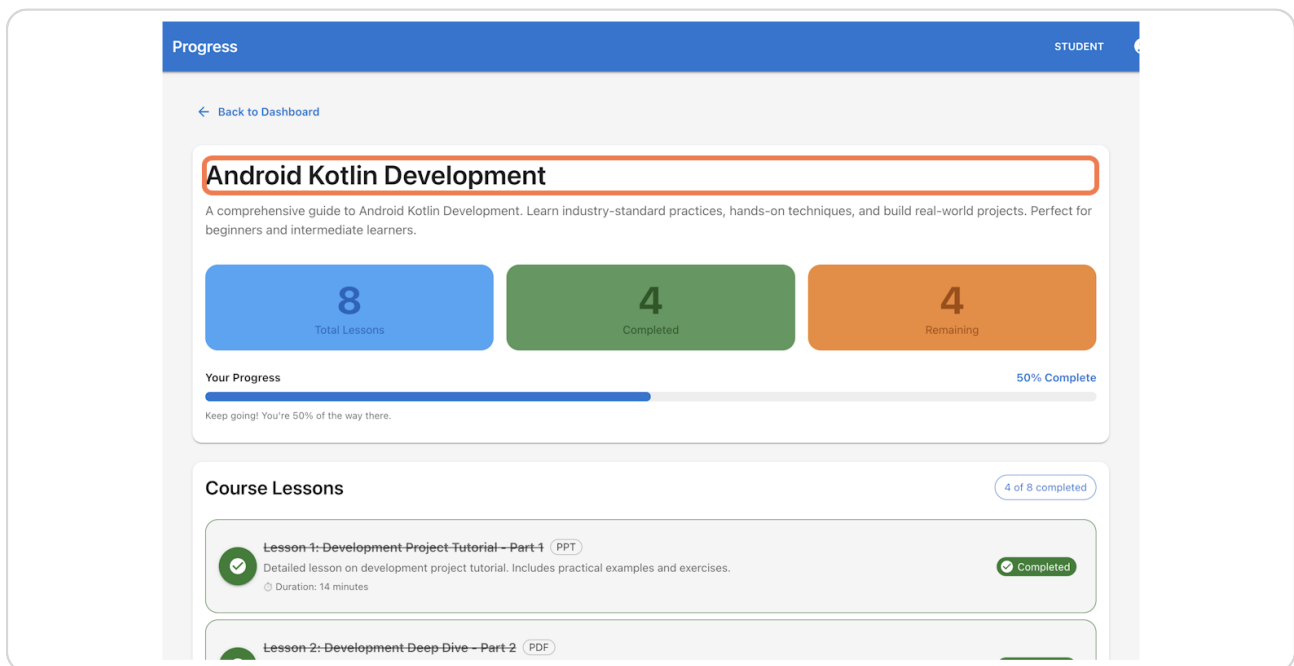 Progress
STUDENT
Back to Dashboard
Android Kotlin Development
A comprehensive guide to Android Kotlin Development. Learn industry-standard practices, hands-on techniques, and build real-world projects. Perfect for
beginners and intermediate learners.
8
Total Lessons
4
Completed
4
Remaining
Your Progress
50% Complete
Keep going! You're 50% of the way there.
Course Lessons
4 of 8 completed
Lesson 1: Development Project Tutorial - Part 1 PPT
Detailed lesson on development project tutorial. Includes practical examples and exercises.
Duration: 14 minutes
Completed
Lesson 2: Development Deep Dive - Part 2 PDF